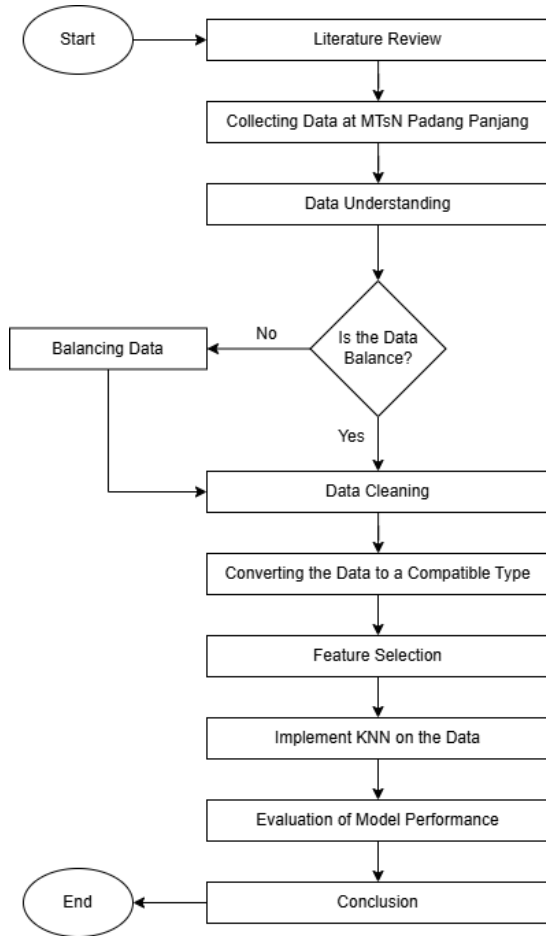 Start
Literature Review
Collecting Data at MTsN Padang Panjang
Data Understanding
Is the Data
Balance?
No
Balancing Data
Yes
Data Cleaning
Converting the Data to a Compatible Type
Feature Selection
Implement KNN on the Data
Evaluation of Model Performance
Conclusion
End